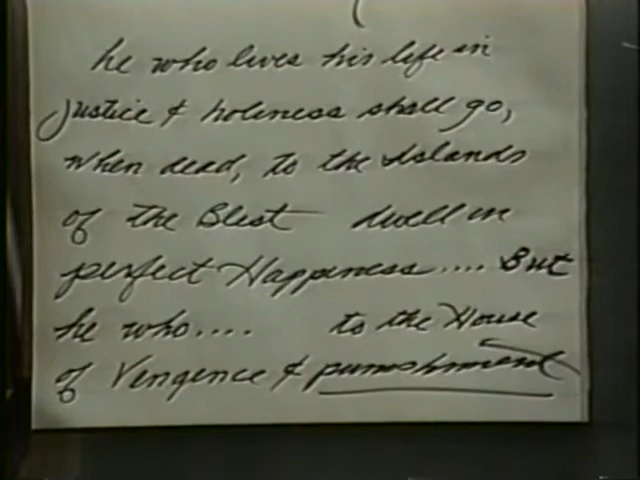 he who lives his life in
Justice & holiness shall go,
when dead, to the Islands
of the Blest dwell in
perfect Happiness.... But
he who.... to the House
of Vengence & punishment